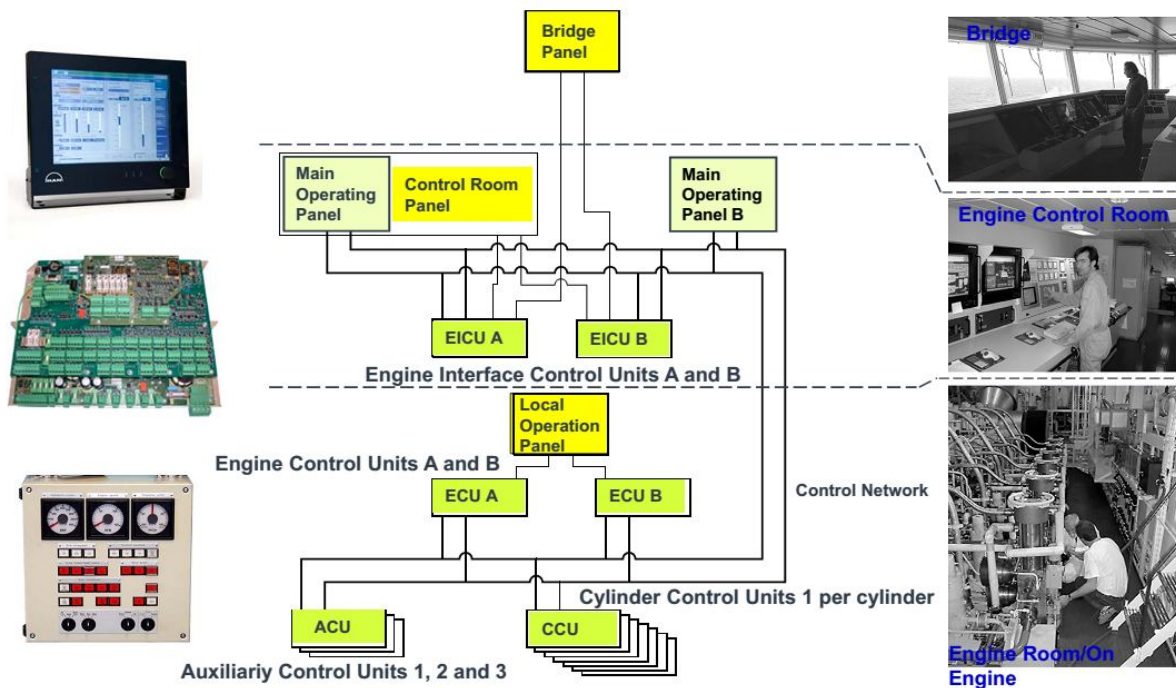 Bridge
Panel
Bridge
Main
Operating
Panel
Control Room
Panel
Main
Operating
Panel B
Engine Control Room
MAN
EICU A
EICU B
Engine Interface Control Units A and B
Local
Operation
Panel
Engine Control Units A and B
ECU A
ECU B
Control Network
Cylinder Control Units 1 per cylinder
ACU
CCU
Auxiliariy Control Units 1, 2 and 3
Engine Room/On
Engine